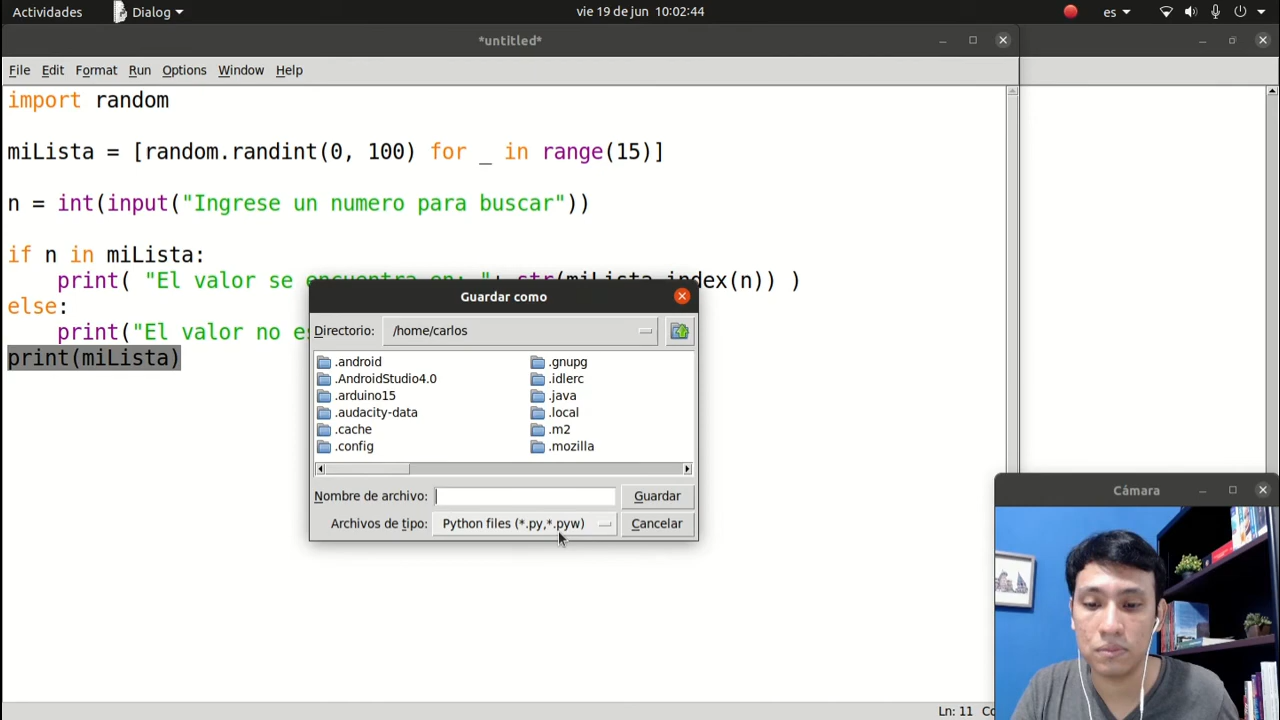 Actividades
Dialog
vie 19 de jun 10:02:44
es
*untitled*
File Edit Format Run Options Window Help
import random
miLista = [random.randint(0, 100) for _ in range(15)]
n = int(input("Ingrese un numero para buscar"))
if n in miLista:
print( "El valor se encuentra en: "+ str(miLista.index(n)) )
else:
print("El valor no es
print(miLista)
Guardar como
Directorio: /home/carlos
.android .gnupg
.AndroidStudio4.0 .idlerc
.arduino15 .java
.audacity-data .local
.cache .m2
.config .mozilla
Nombre de archivo: Guardar
Archivos de tipo: Python files (*.py,*.pyw) Cancelar
Cámara
Ln: 11 Co